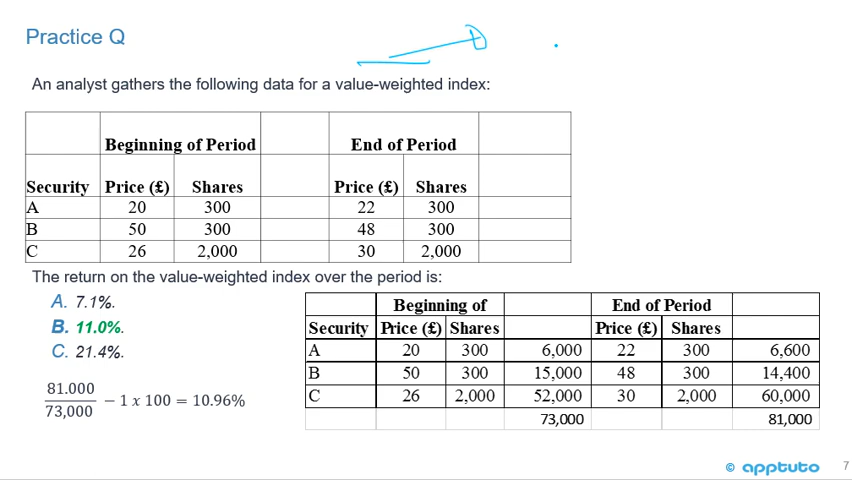 Practice Q
An analyst gathers the following data for a value-weighted index:
Beginning of Period End of Period
Security Price (£) Shares Price (£) Shares
A 20 300 22 300
B 50 300 48 300
C 26 2,000 30 2,000
The return on the value-weighted index over the period is:
A. 7.1%.
B. 11.0%.
C. 21.4%.
81.000
73,000
− 1 x 100 = 10.96%
Beginning of End of Period
Security Price (£) Shares Price (£) Shares
A 20 300 6,000 22 300 6,600
B 50 300 15,000 48 300 14,400
C 26 2,000 52,000 30 2,000 60,000
73,000 81,000
© apptuto 7